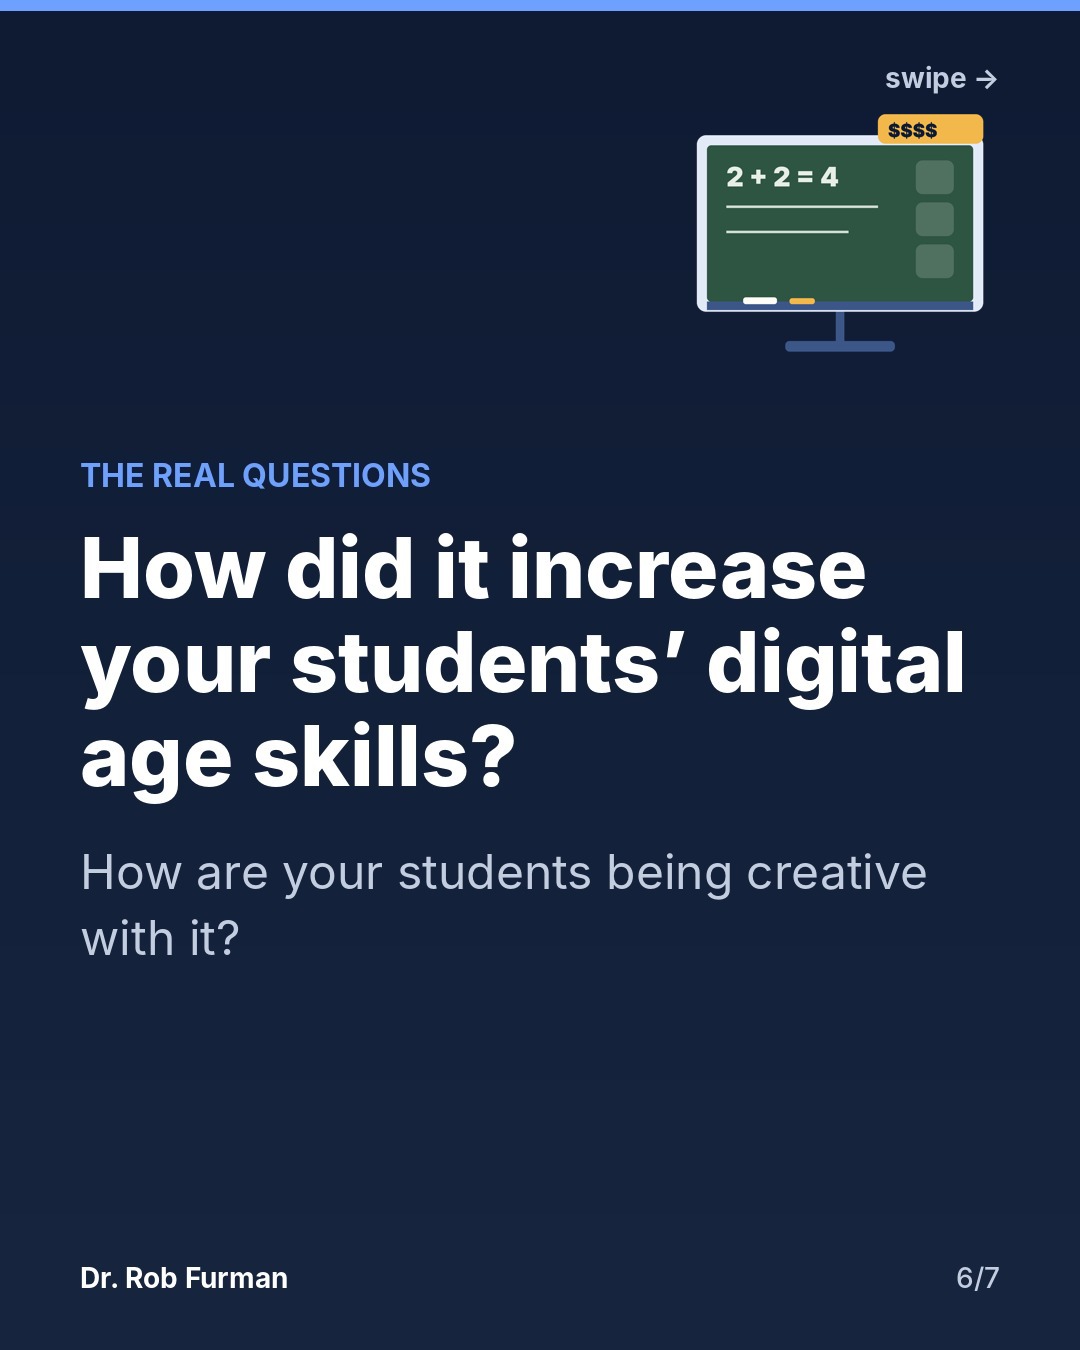 swipe →
$$$$
2 + 2 = 4
THE REAL QUESTIONS
How did it increase
your students’ digital
age skills?
How are your students being creative
with it?
Dr. Rob Furman
6/7